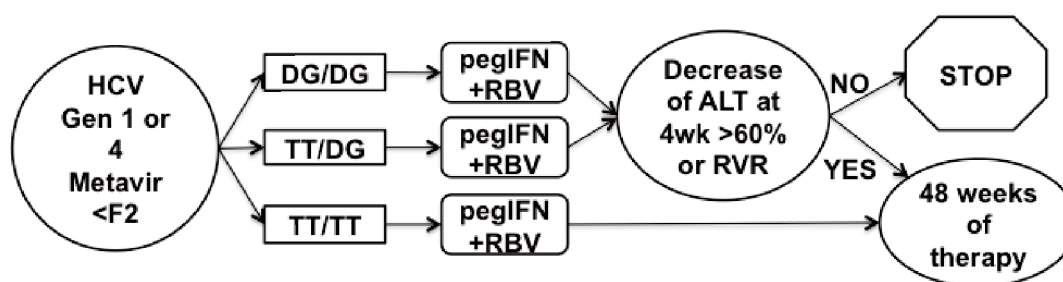 HCV
Gen 1 or
4
Metavir
<F2
DG/DG
TT/DG
TT/TT
pegIFN
+RBV
pegIFN
+RBV
pegIFN
+RBV
Decrease
of ALT at
4wk >60%
or RVR
NO
YES
STOP
48 weeks
of
therapy